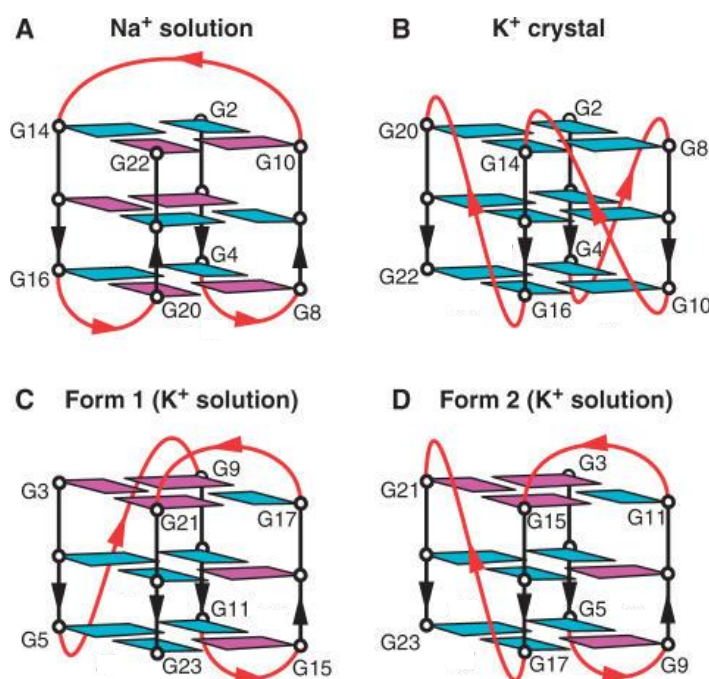 A Na+ solution
B K+ crystal
G2
G14
G22
G10
G4
G16
G20
G8
G2
G20
G14
G8
G4
G22
G16
G10
C Form 1 (K+ solution)
D Form 2 (K+ solution)
G9
G3
G21
G17
G11
G5
G23
G15
G3
G21
G15
G11
G5
G23
G17
G9